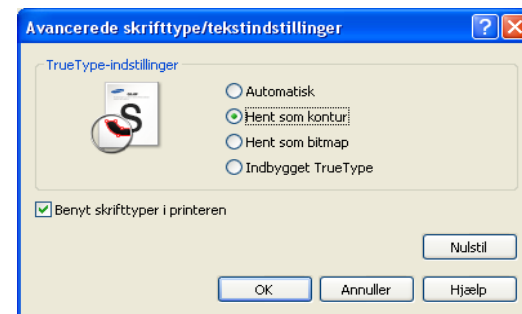 Avancerede skrifttype/tekstindstillinger
TrueType-indstillinger
S
Automatisk
Hent som kontur
Hent som bitmap
Indbygget TrueType
Benyt skrifttyper i printeren
Nulstil
OK Annuller Hjælp